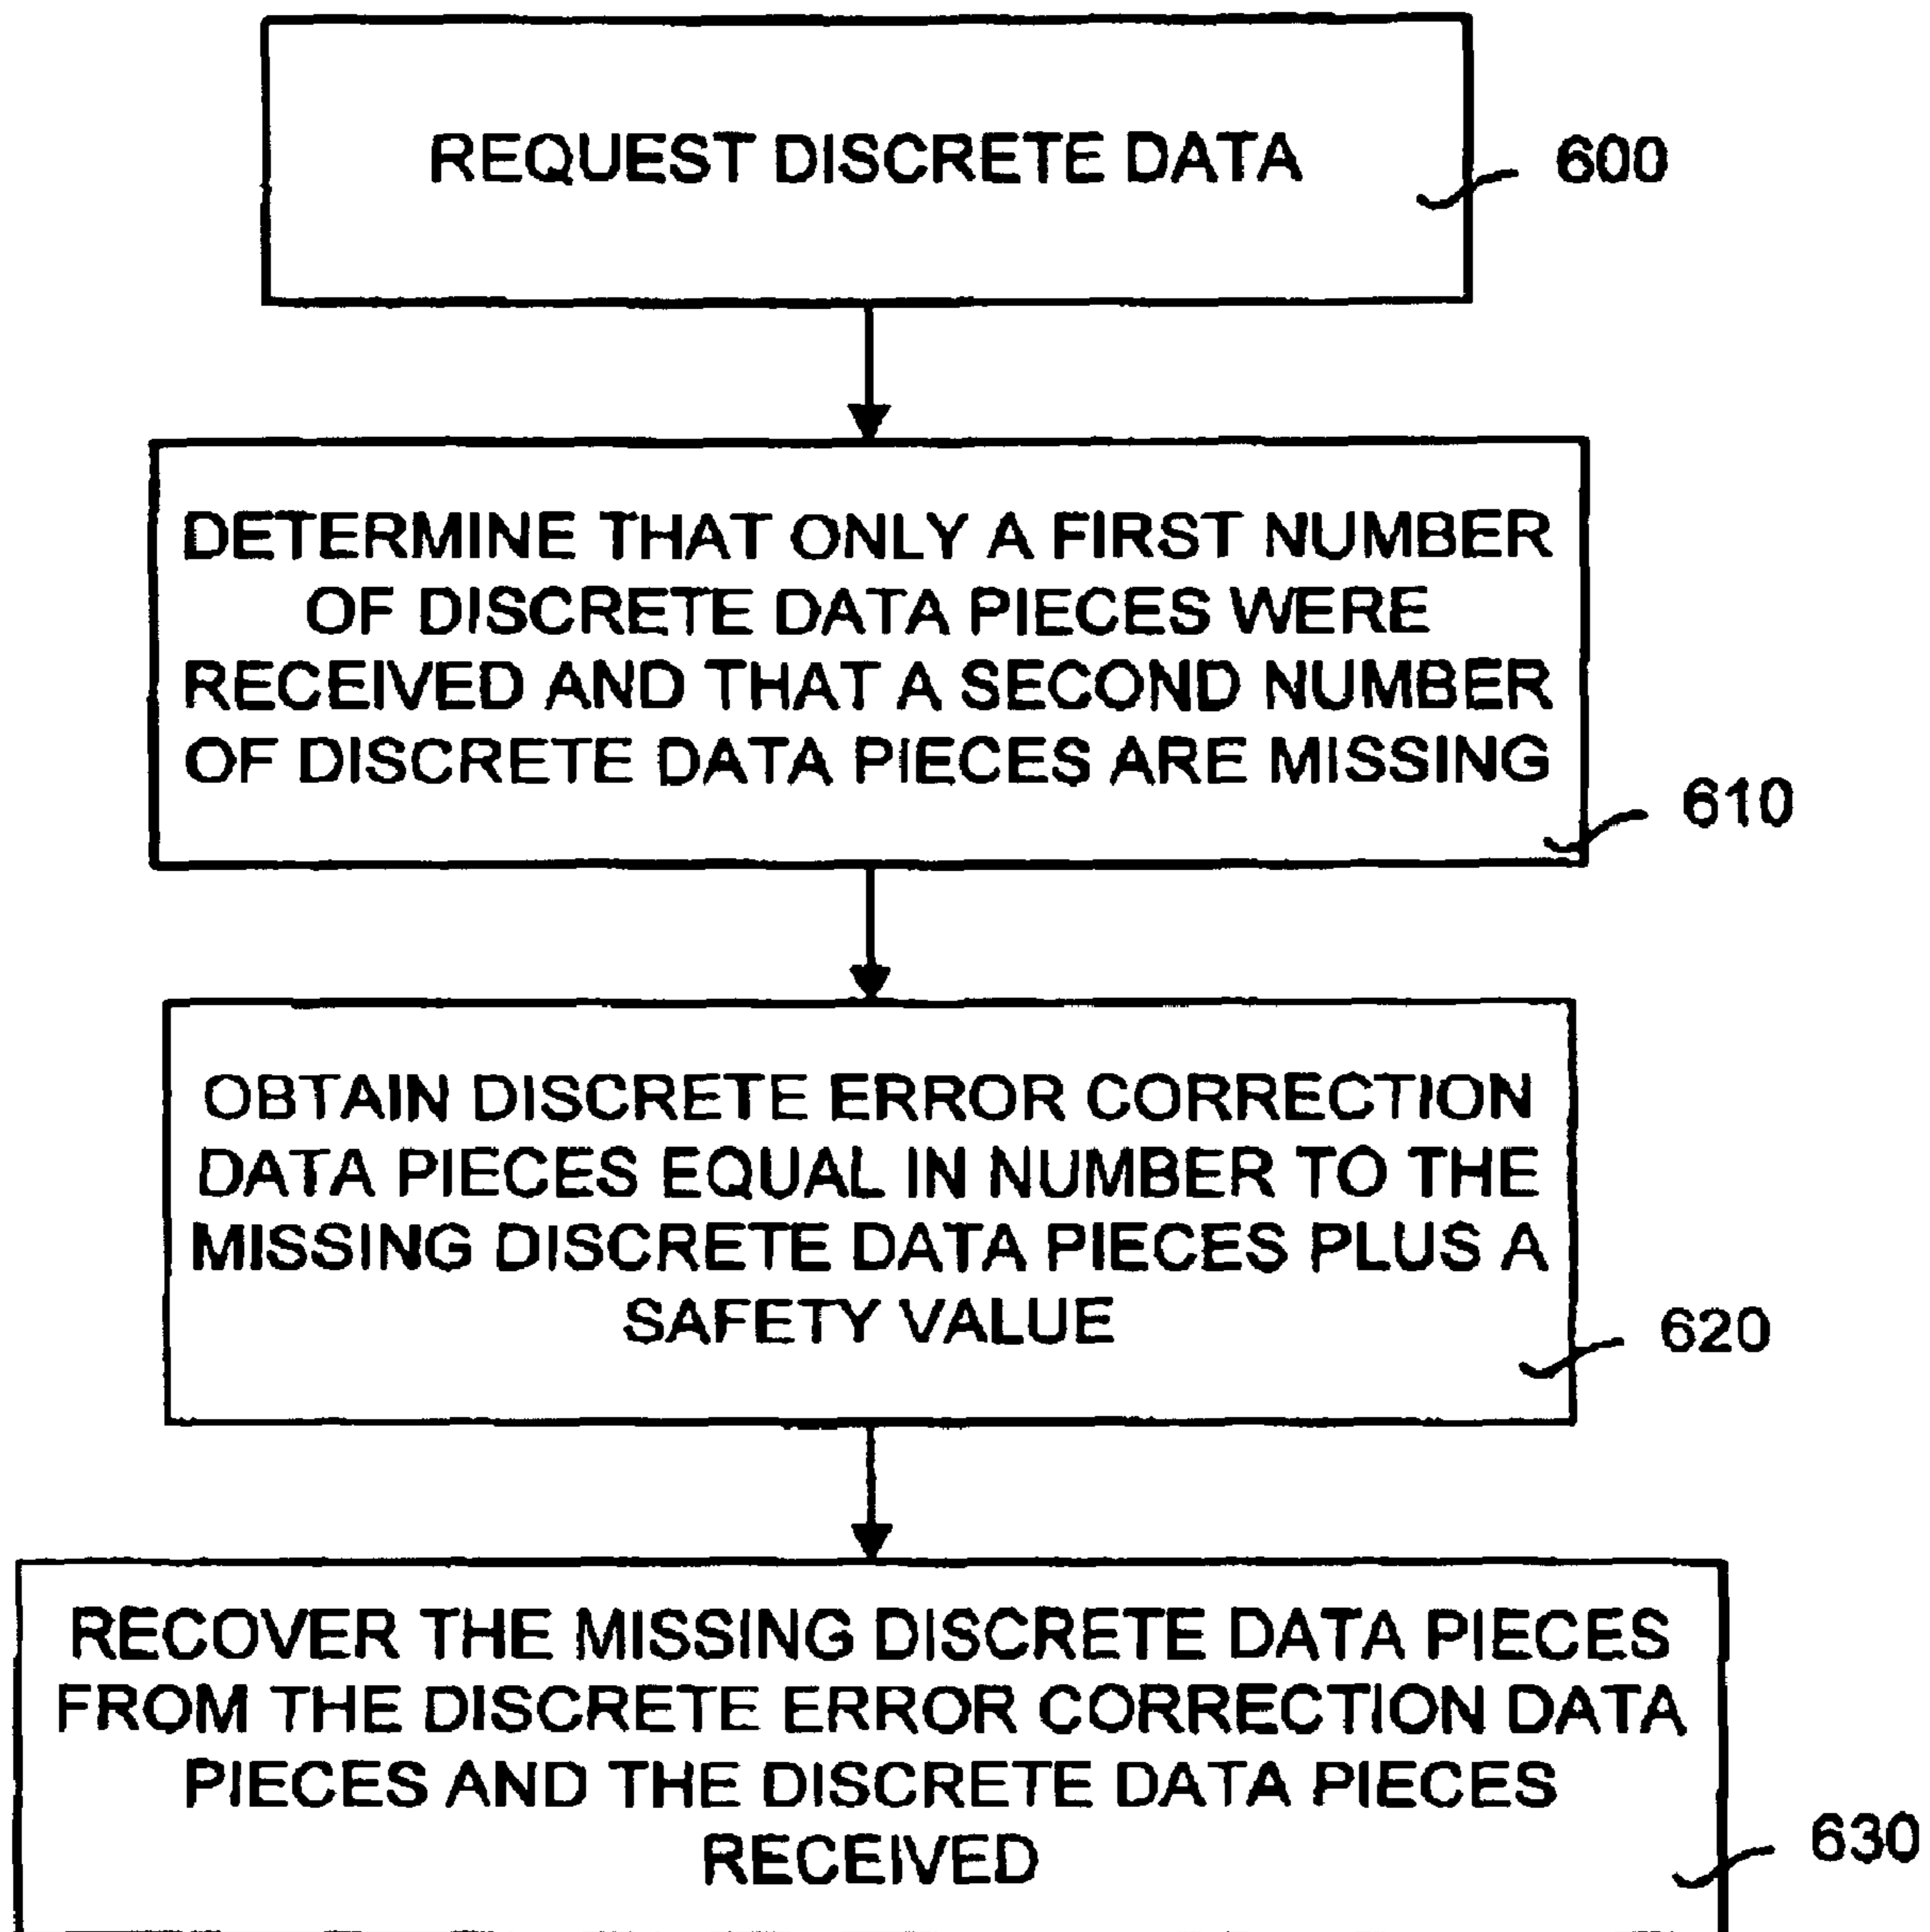 REQUEST DISCRETE DATA
600
DETERMINE THAT ONLY A FIRST NUMBER
OF DISCRETE DATA PIECES WERE
RECEIVED AND THAT A SECOND NUMBER
OF DISCRETE DATA PIECES ARE MISSING
610
OBTAIN DISCRETE ERROR CORRECTION
DATA PIECES EQUAL IN NUMBER TO THE
MISSING DISCRETE DATA PIECES PLUS A
SAFETY VALUE
620
RECOVER THE MISSING DISCRETE DATA PIECES
FROM THE DISCRETE ERROR CORRECTION DATA
PIECES AND THE DISCRETE DATA PIECES
RECEIVED
630